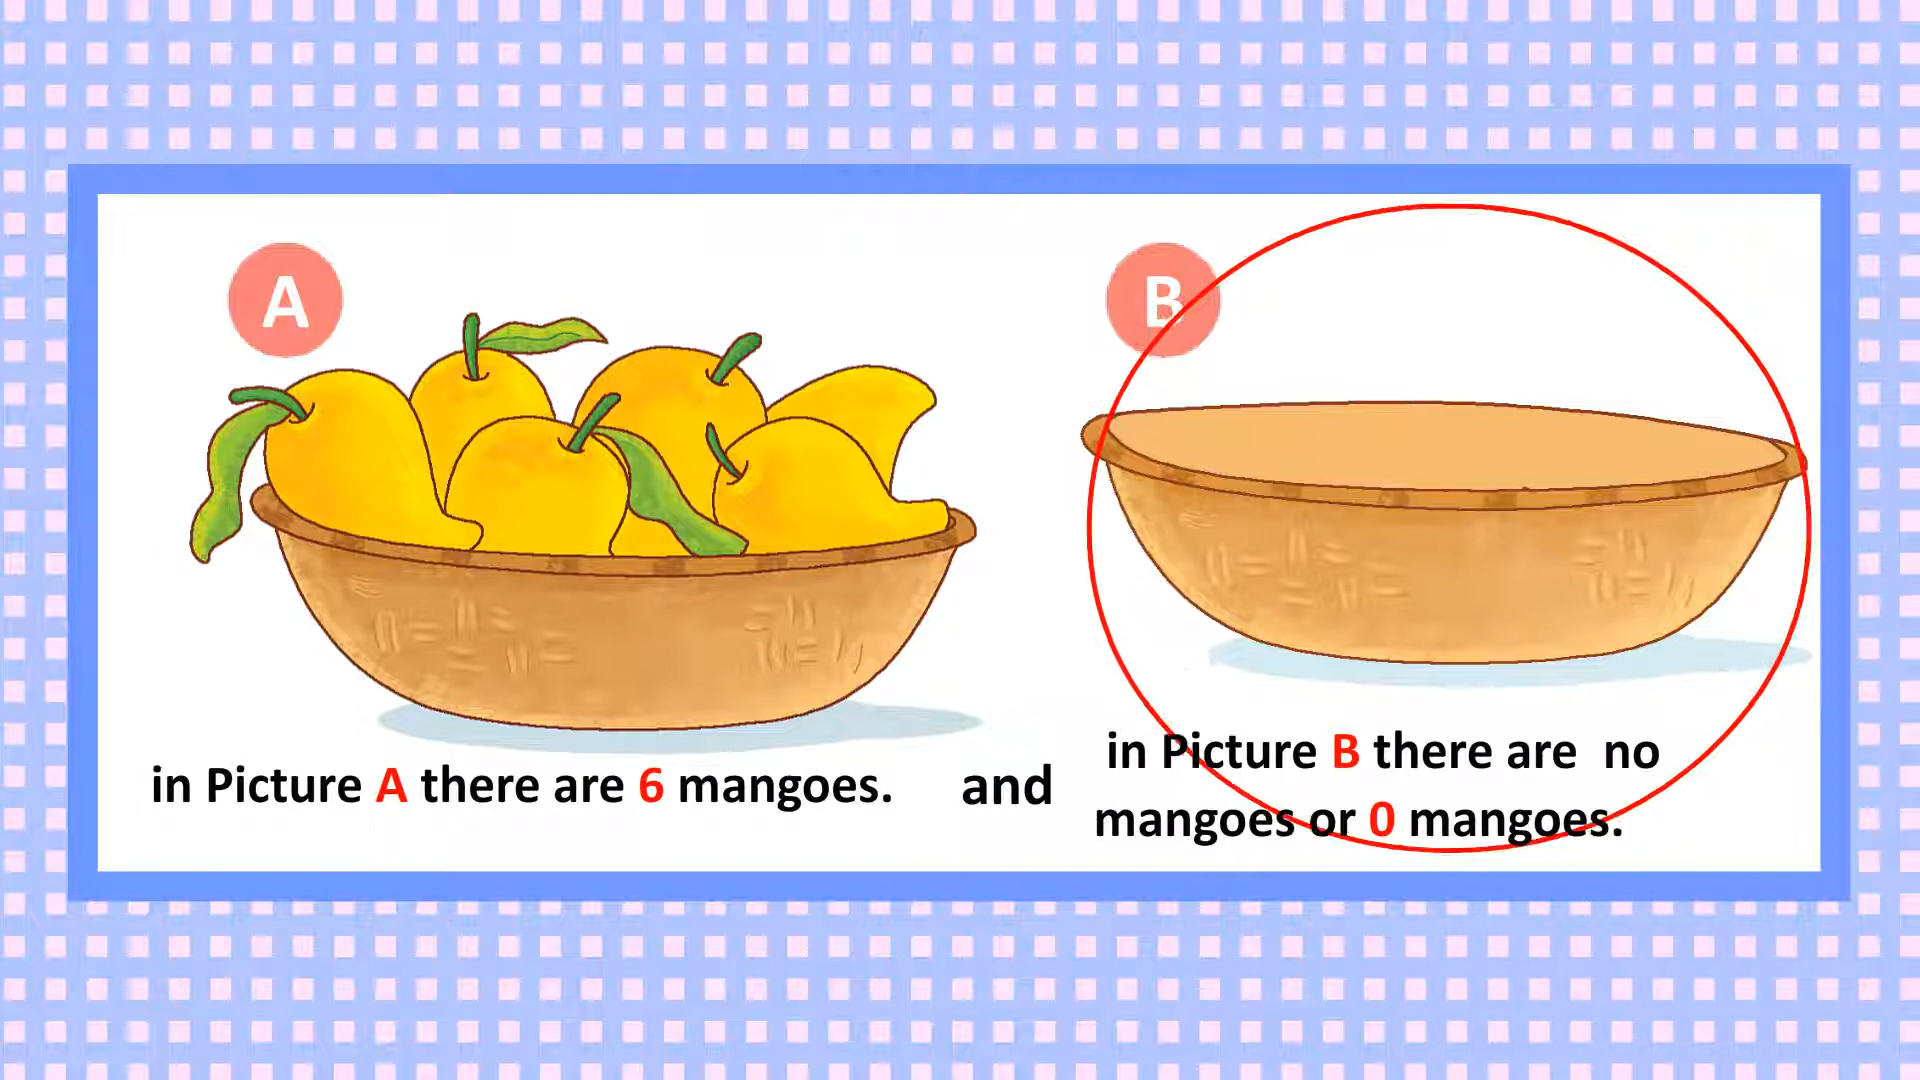 A
B
in Picture A there are 6 mangoes.
and
in Picture B there are no
mangoes or 0 mangoes.